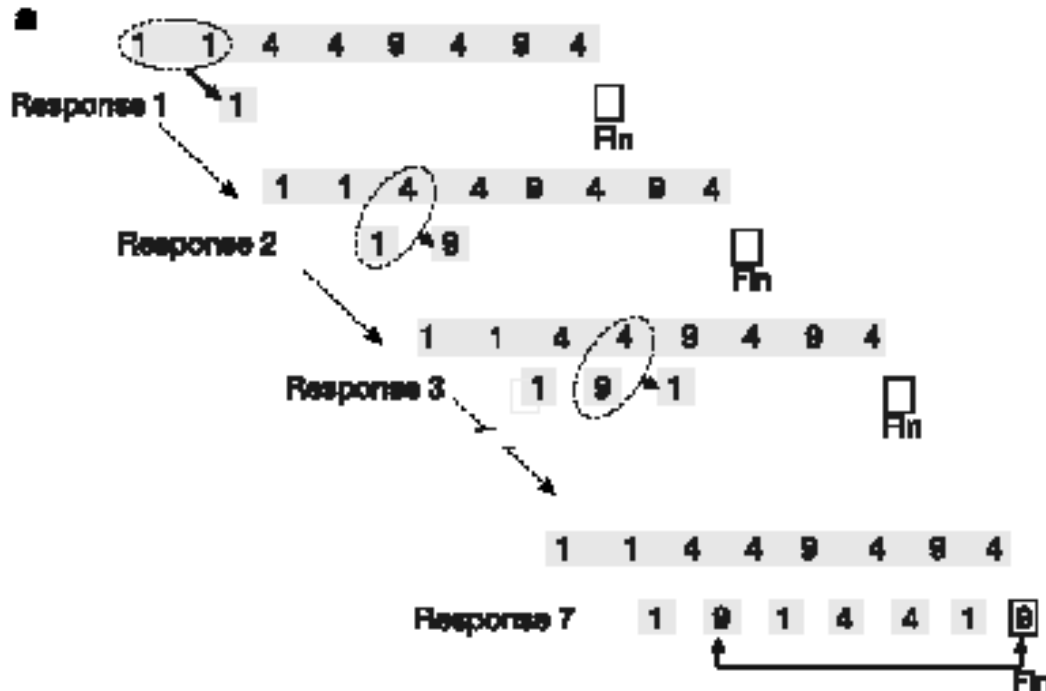 a
1 1 4 4 9 4 9 4
Response 1 1
Fin
1 1 4 4 9 4 9 4
Response 2 1 9
Fin
1 1 4 4 9 4 9 4
Response 3 1 9 1
Fin
1 1 4 4 9 4 9 4
Response 7 1 9 1 4 4 1 9
Fin